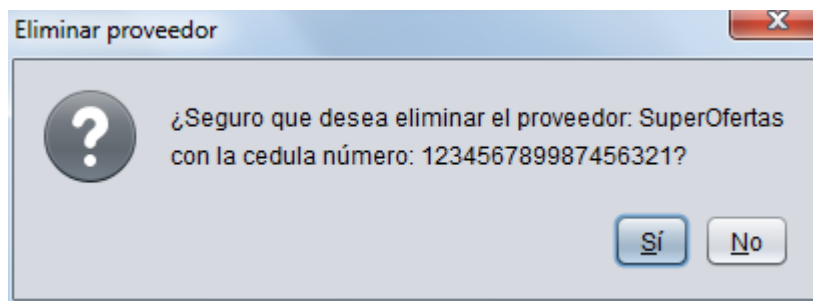 Eliminar proveedor
¿Seguro que desea eliminar el proveedor: SuperOfertas
con la cedula número: 123456789987456321?
Sí No